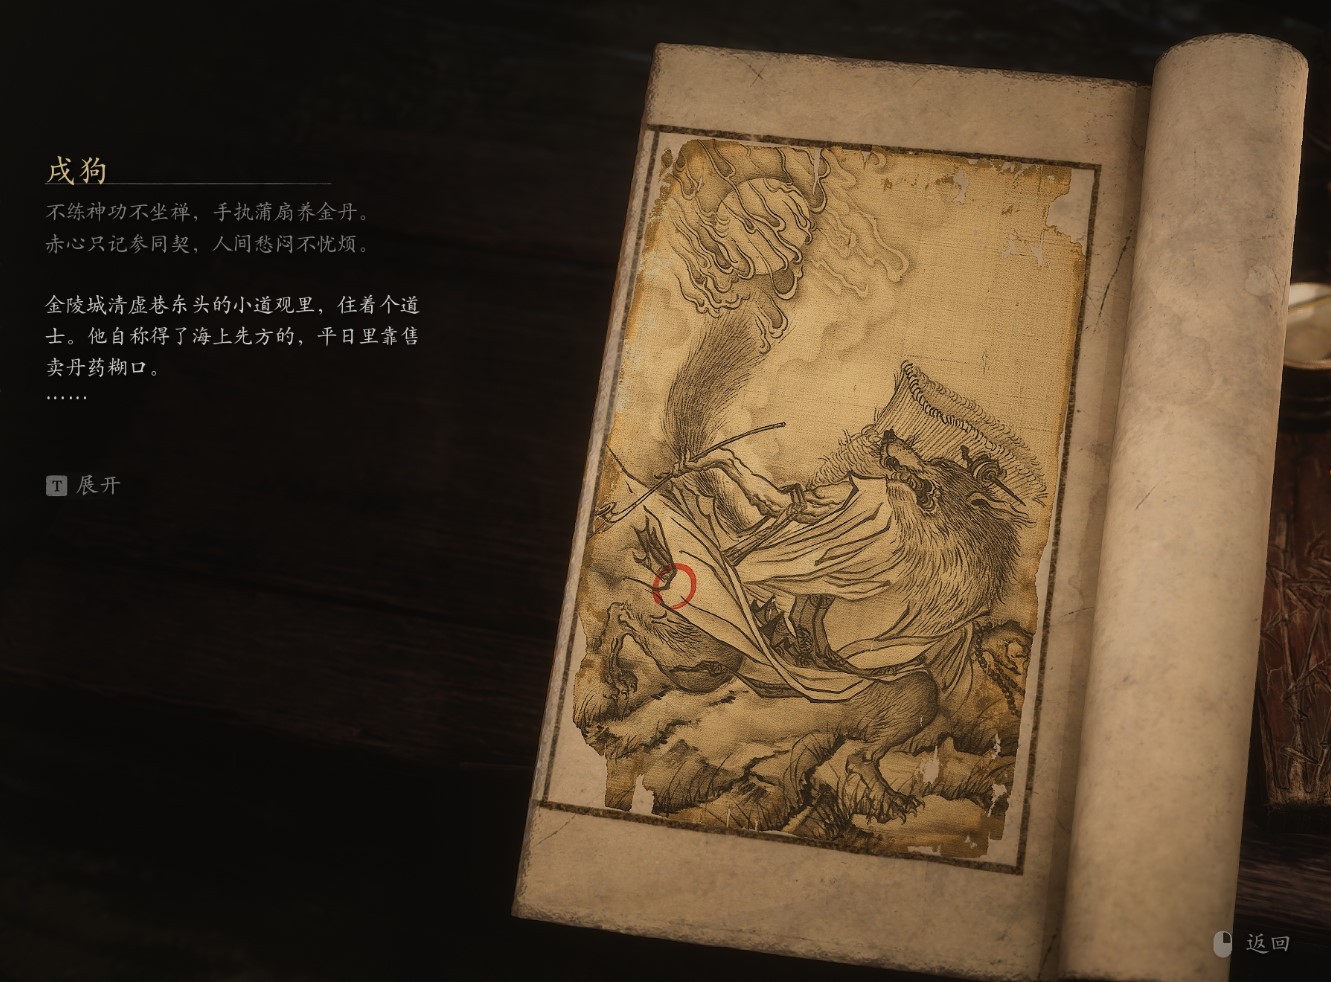 戌狗
不练神功不坐禅，手执蒲扇养金丹。
赤心只记参同契，人间愁闷不忧烦。
金陵城清虚巷东头的小道观里，住着个道
士。他自称得了海上先方的，平日里靠售
卖丹药糊口。
……
T 展开
返回